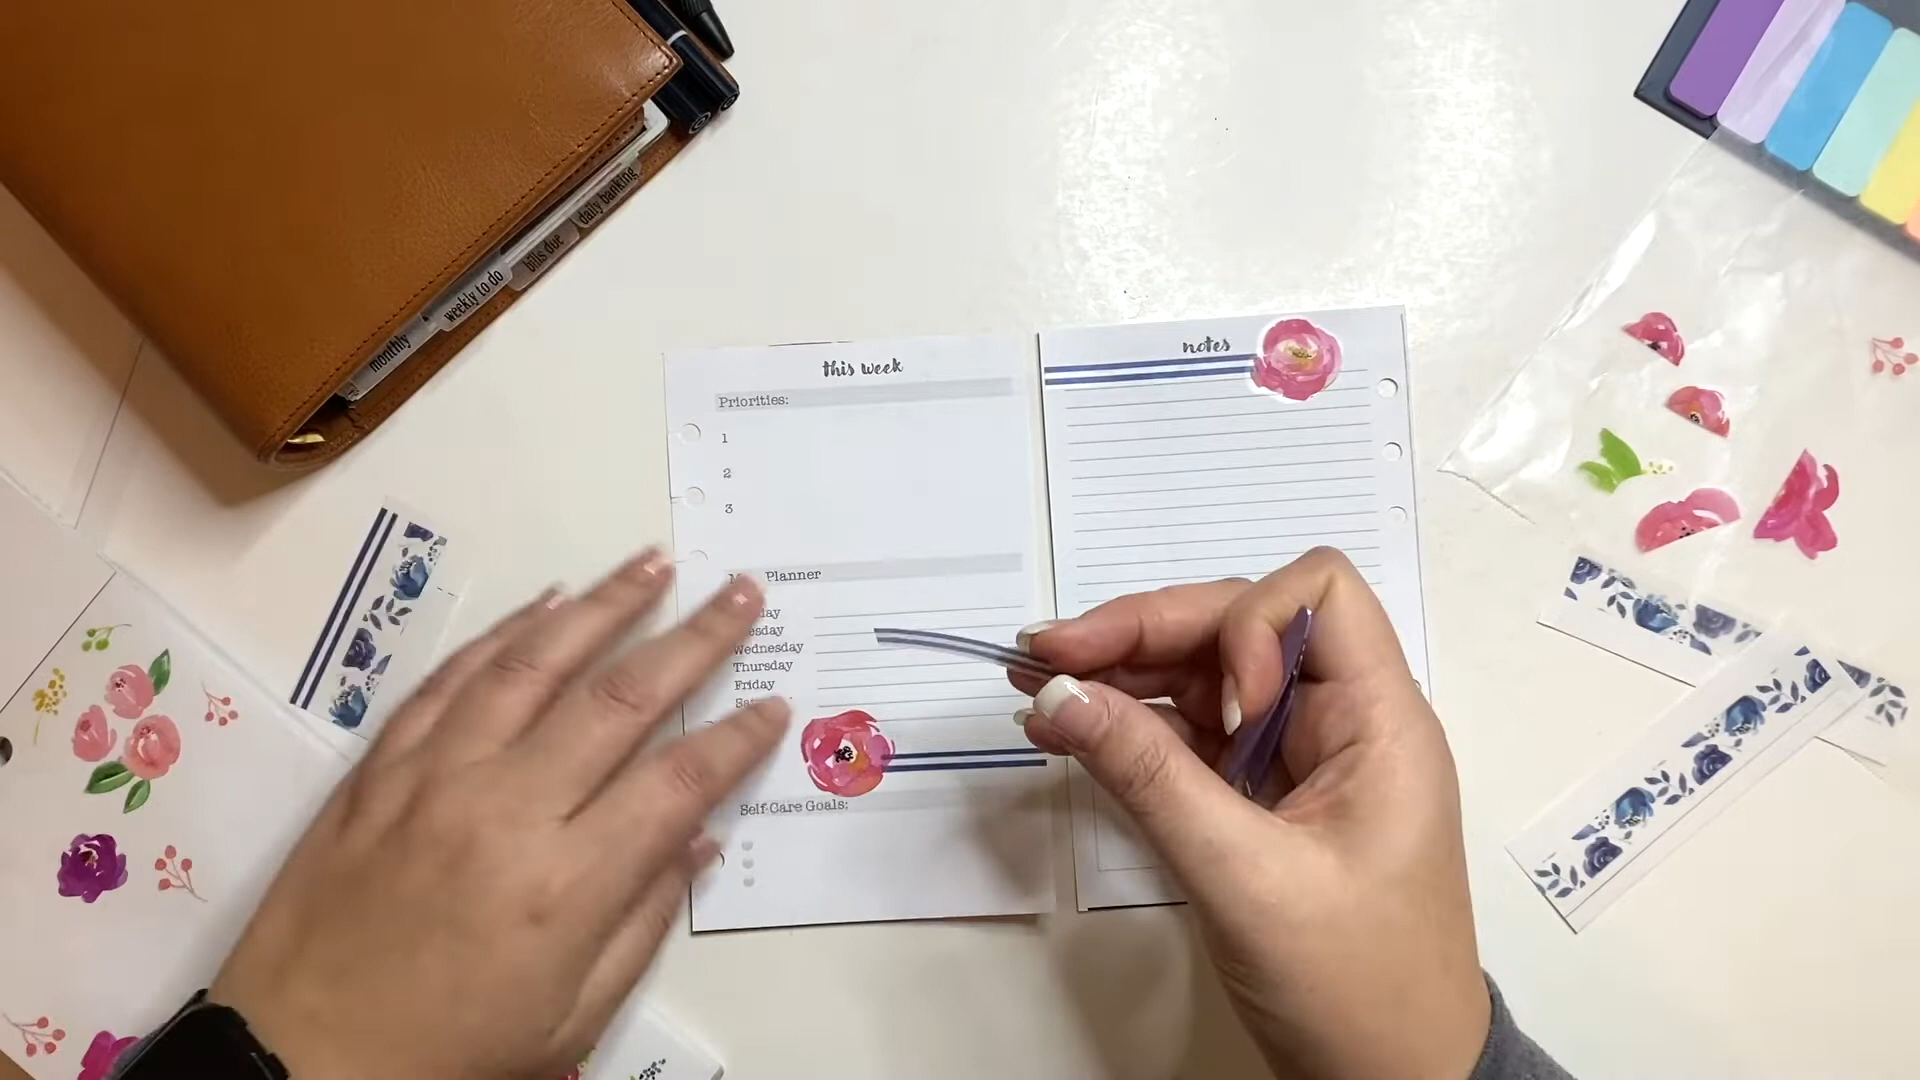 daily banking
bills due
weekly to do
monthly
this week
Priorities:
1
2
3
Planner
Wednesday
Thursday
Friday
Self-Care Goals:
notes